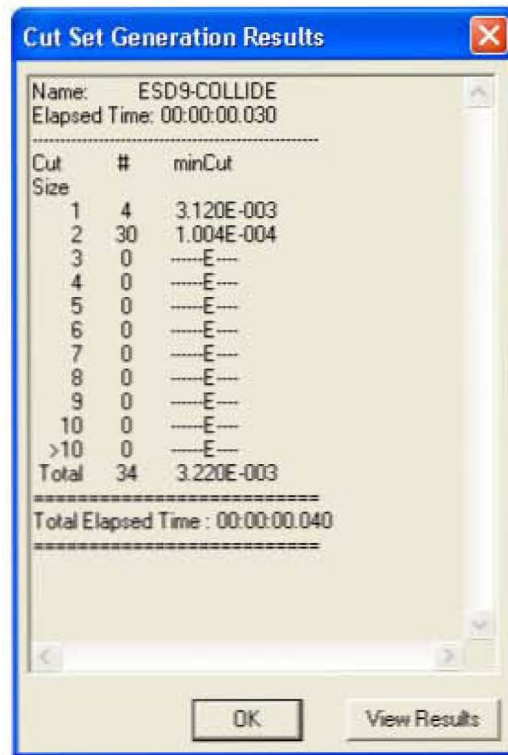 Cut Set Generation Results
Name: ESD9-COLLIDE
Elapsed Time: 00:00:00.030
--------------------------------------------------
Cut # minCut
Size
1 4 3.120E-003
2 30 1.004E-004
3 0 ------E----
4 0 ------E----
5 0 ------E----
6 0 ------E----
7 0 ------E----
8 0 ------E----
9 0 ------E----
10 0 ------E----
>10 0 ------E----
Total 34 3.220E-003
===========================
Total Elapsed Time : 00:00:00.040
===========================
OK View Results